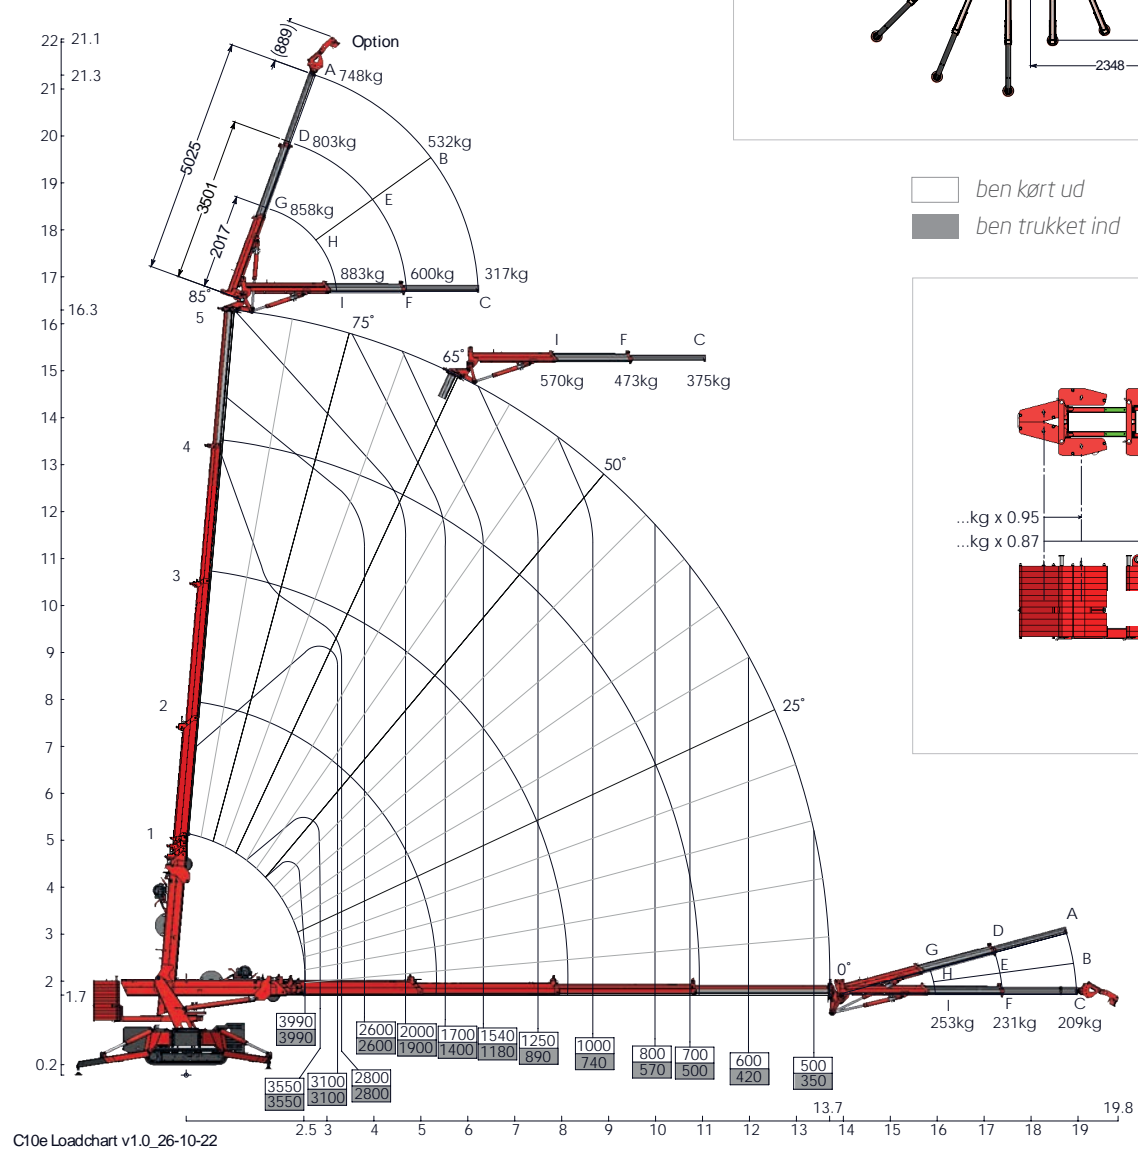 22
21.1
(889)
Option
21
21.3
A
748kg
532kg
B
2348
20
D
803kg
5025
3501
2017
19
G
858kg
E
ben kørt ud
18
H
ben trukket ind
17
883kg
600kg
317kg
I
F
C
85°
5
16.3
16
75°
65°
15
I
F
C
570kg
473kg
375kg
14
4
13
50°
12
...kg x 0.95
11
...kg x 0.87
3
10
9
8
2
25°
7
6
5
1
4
3
A
D
B
G
E
H
2
0°
1.7
I
F
C
253kg
231kg
209kg
3990
3990
2600
2600
2000
1900
1700
1400
1540
1180
1250
890
1000
740
800
570
700
500
600
420
500
350
0.2
3550
3550
3100
3100
2800
2800
13.7
19.8
2.5
3
4
5
6
7
8
9
10
11
12
13
14
15
16
17
18
19
C10e Loadchart v1.0_26-10-22